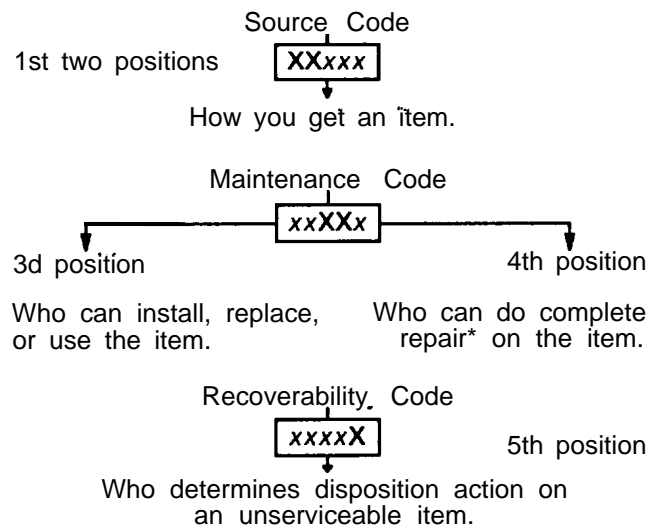 Source Code
1st two positions
XXxxx
How you get an item.
Maintenance Code
xxXXx
3d position
4th position
Who can install, replace,
or use the item.
Who can do complete
repair* on the item.
Recoverability Code
xxxxX
5th position
Who determines disposition action on
an unserviceable item.